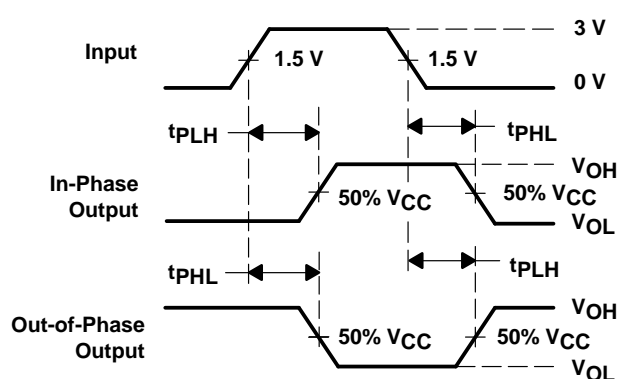 3 V
Input
1.5 V
1.5 V
0 V
tPLH
tPHL
VOH
In-Phase
Output
50% VCC
50% VCC
VOL
tPHL
tPLH
VOH
Out-of-Phase
Output
50% VCC
50% VCC
VOL